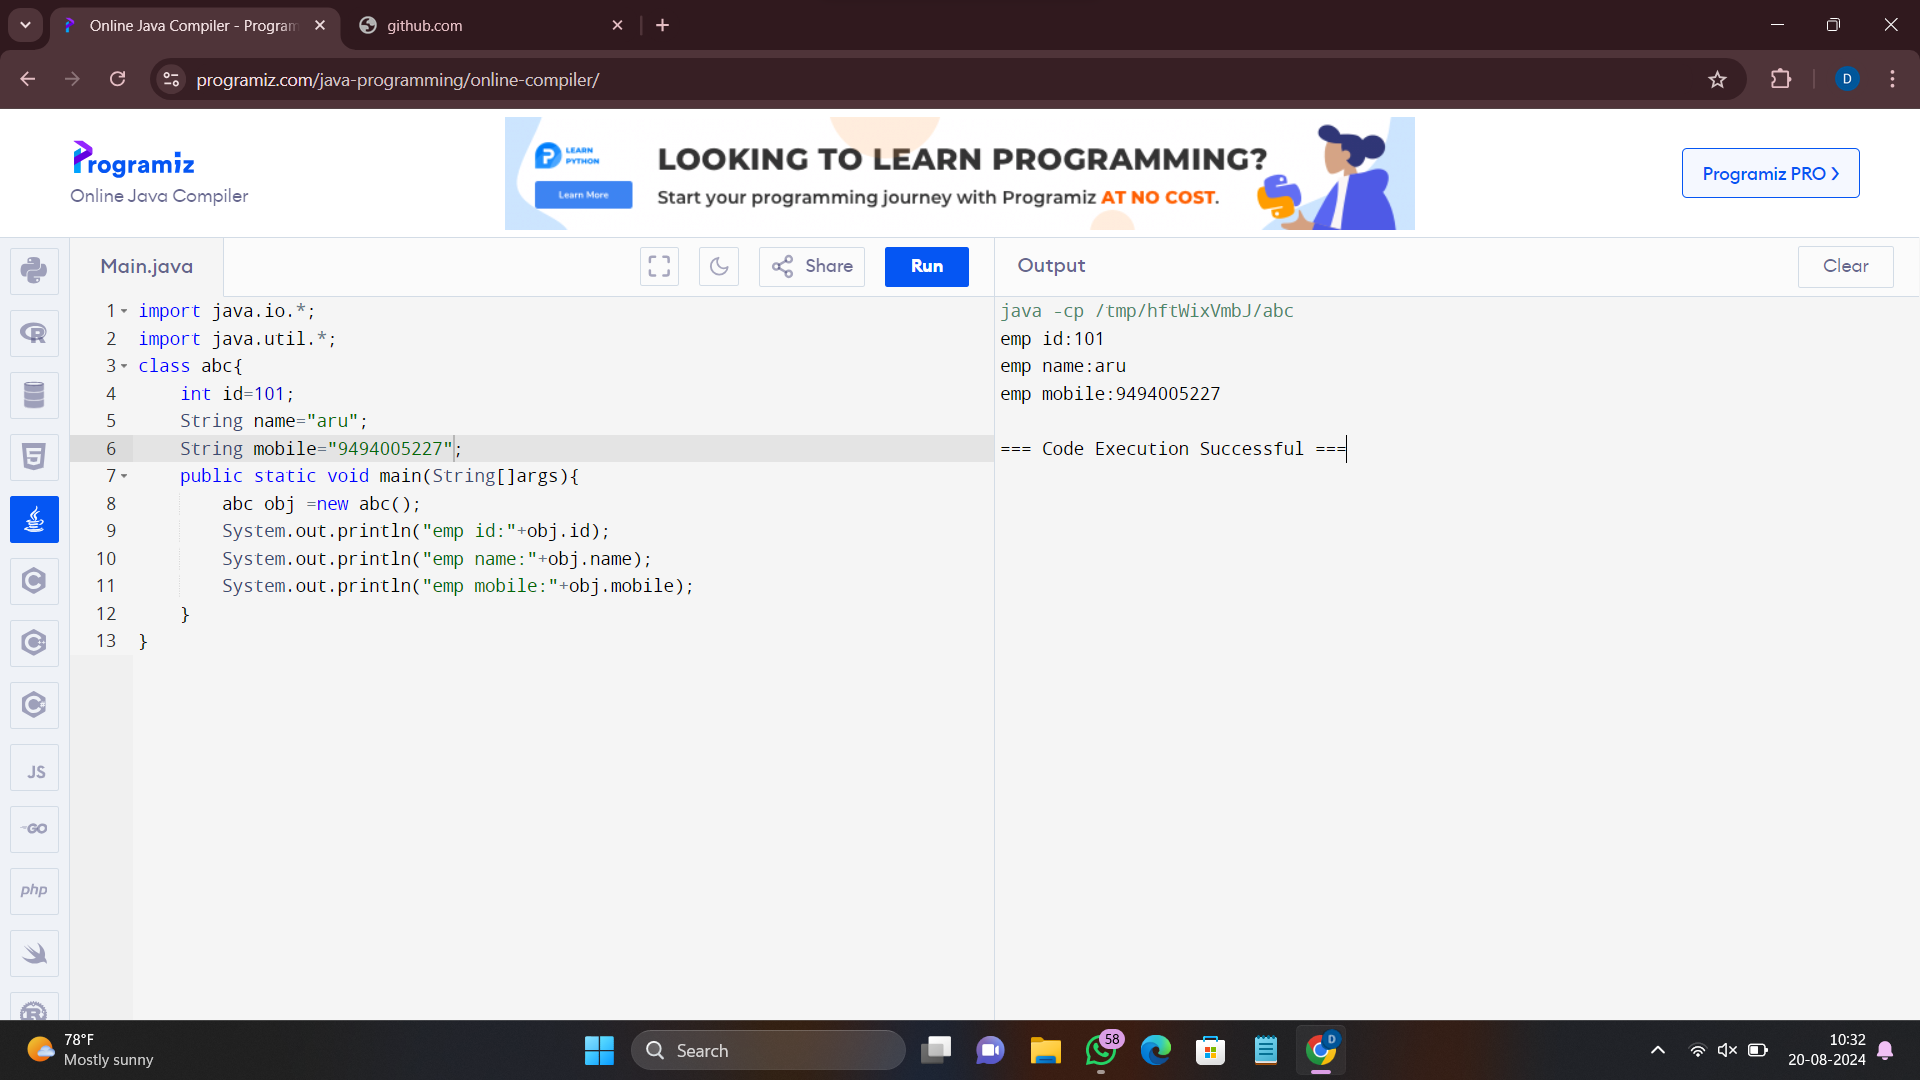 Online Java Compiler - Program
github.com
programiz.com/java-programming/online-compiler/
D
Programiz
Online Java Compiler
LEARN
PYTHON
Learn More
LOOKING TO LEARN PROGRAMMING?
Start your programming journey with Programiz AT NO COST.
Programiz PRO
Main.java
Share
Run
Output
Clear
1 import java.io.*;
2 import java.util.*;
3 class abc{
4 int id=101;
5 String name="aru";
6 String mobile="9494005227";
7 public static void main(String[]args){
8 abc obj =new abc();
9 System.out.println("emp id:"+obj.id);
10 System.out.println("emp name:"+obj.name);
11 System.out.println("emp mobile:"+obj.mobile);
12 }
13 }
java -cp /tmp/hftWixVmbJ/abc
emp id:101
emp name:aru
emp mobile:9494005227
=== Code Execution Successful ===
R
5
C
C
C
JS
GO
php
R
78°F
Mostly sunny
Search
58
D
10:32
20-08-2024